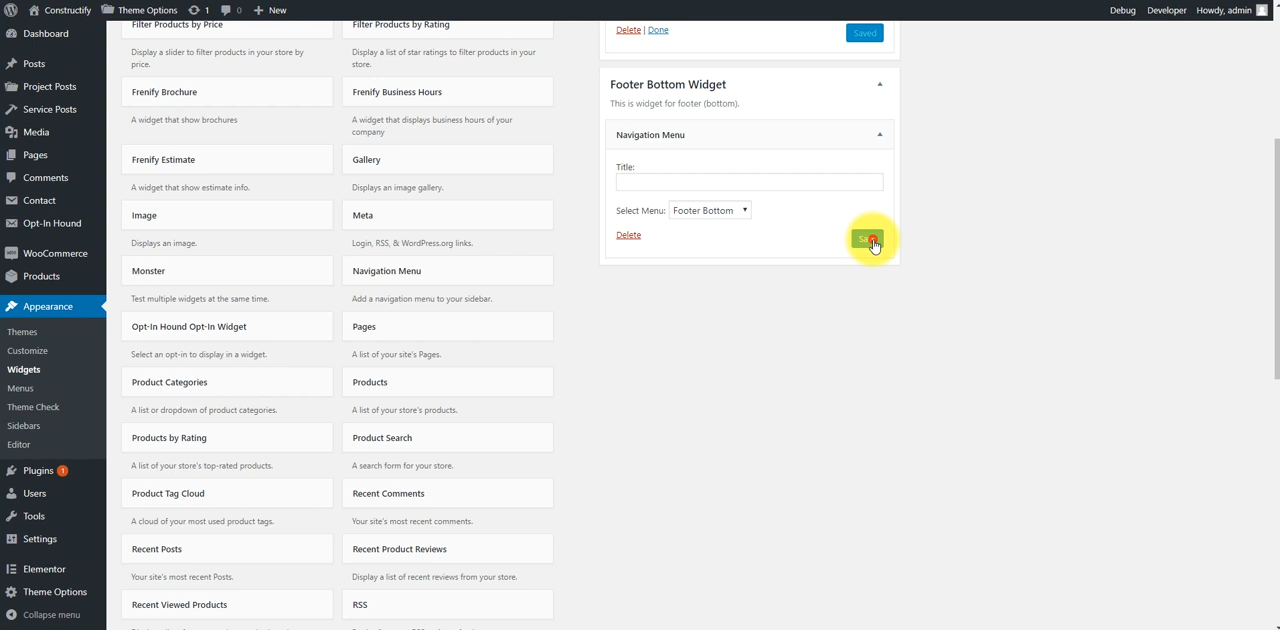 Constructify
Theme Options
1
0
New
Debug
Developer
Howdy, admin
Dashboard
Posts
Project Posts
Service Posts
Media
Pages
Comments
Contact
Opt-In Hound
WooCommerce
Products
Appearance
Themes
Customize
Widgets
Menus
Theme Check
Sidebars
Editor
Plugins 1
Users
Tools
Settings
Elementor
Theme Options
Collapse menu
Filter Products by Price
Filter Products by Rating
Display a slider to filter products in your store by
price.
Display a list of star ratings to filter products in your
store.
Frenify Brochure
Frenify Business Hours
A widget that show brochures
A widget that displays business hours of your
company
Frenify Estimate
Gallery
A widget that show estimate info.
Displays an image gallery.
Image
Meta
Displays an image.
Login, RSS, & WordPress.org links.
Monster
Navigation Menu
Test multiple widgets at the same time.
Add a navigation menu to your sidebar.
Opt-In Hound Opt-In Widget
Pages
Select an opt-in to display in a widget.
A list of your site's Pages.
Product Categories
Products
A list or dropdown of product categories.
A list of your store's products.
Products by Rating
Product Search
A list of your store's top-rated products.
A search form for your store.
Product Tag Cloud
Recent Comments
A cloud of your most used product tags.
Your site's most recent comments.
Recent Posts
Recent Product Reviews
Your site's most recent Posts.
Display a list of recent reviews from your store.
Recent Viewed Products
RSS
Delete | Done
Saved
Footer Bottom Widget
This is widget for footer (bottom).
Navigation Menu
Title:
Select Menu: Footer Bottom
Delete